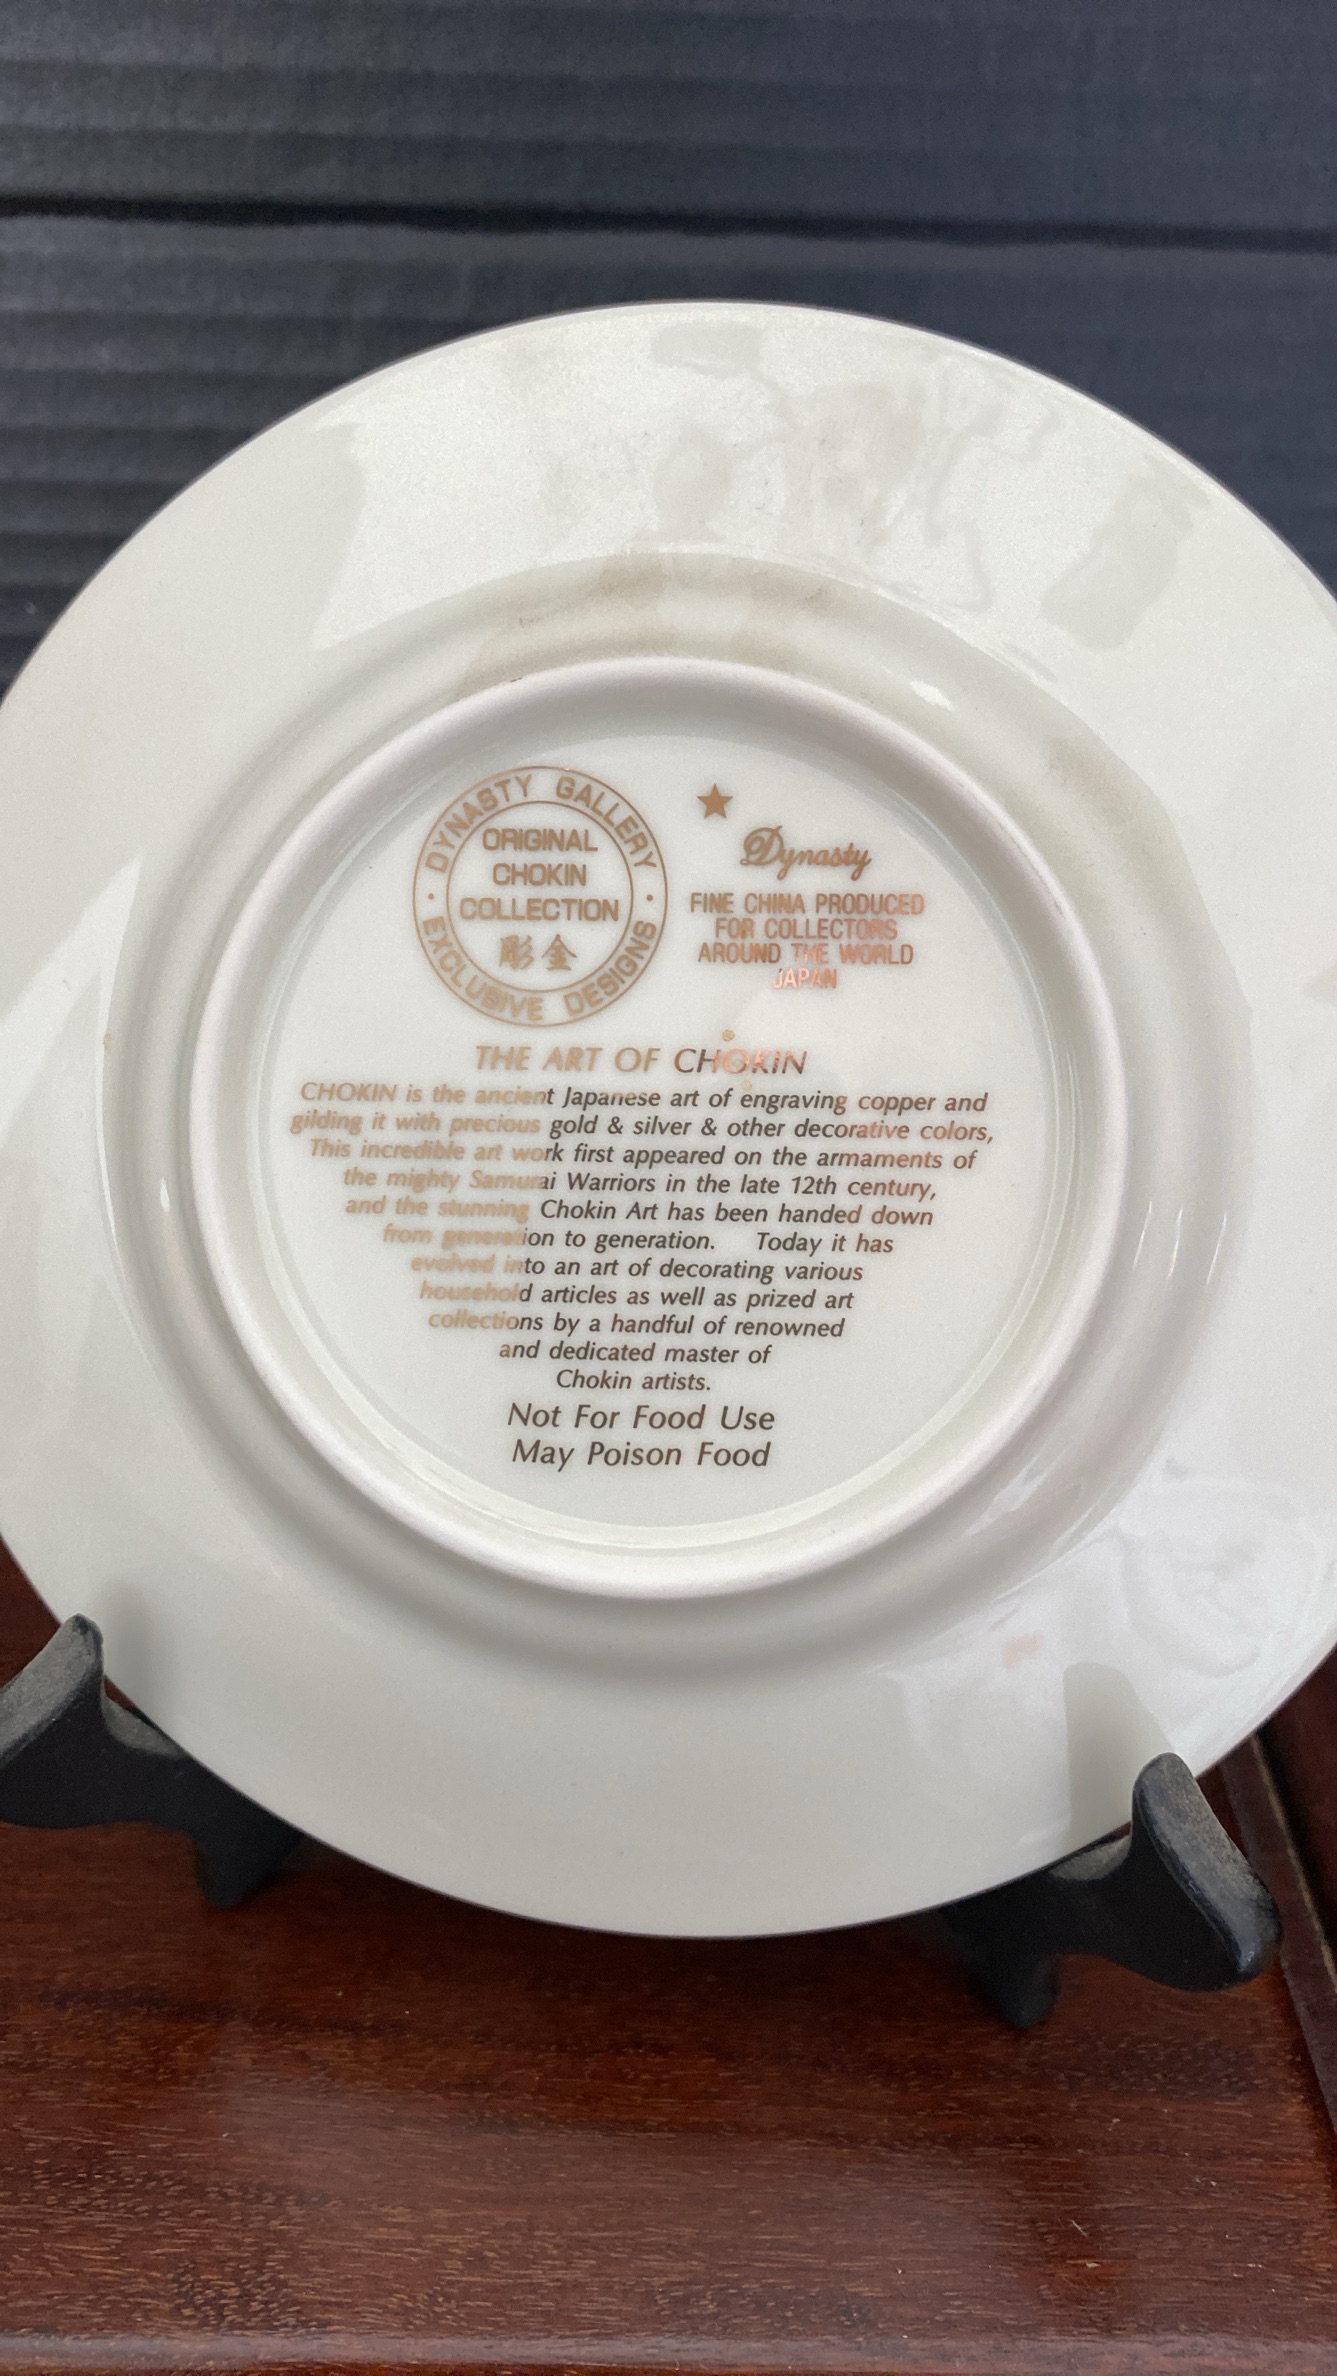 DYNASTY GALLERY
ORIGINAL
CHOKIN
COLLECTION
彫金
EXCLUSIVE DESIGNS
Dynasty
FINE CHINA PRODUCED
FOR COLLECTORS
AROUND THE WORLD
JAPAN
THE ART OF CHOKIN
CHOKIN is the ancient Japanese art of engraving copper and
gilding it with precious gold & silver & other decorative colors,
This incredible art work first appeared on the armaments of
the mighty Samurai Warriors in the late 12th century,
and the stunning Chokin Art has been handed down
from generation to generation. Today it has
evolved into an art of decorating various
household articles as well as prized art
collections by a handful of renowned
and dedicated master of
Chokin artists.
Not For Food Use
May Poison Food